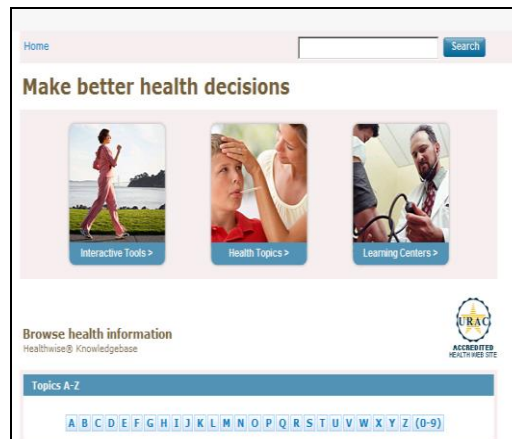 Home
Search
Make better health decisions
Interactive Tools >
Health Topics >
Learning Centers >
URAC
ACCREDITED
HEALTH WEB SITE
Browse health information
Healthwise® Knowledgebase
Topics A-Z
A B C D E F G H I J K L M N O P Q R S T U V W X Y Z (0-9)